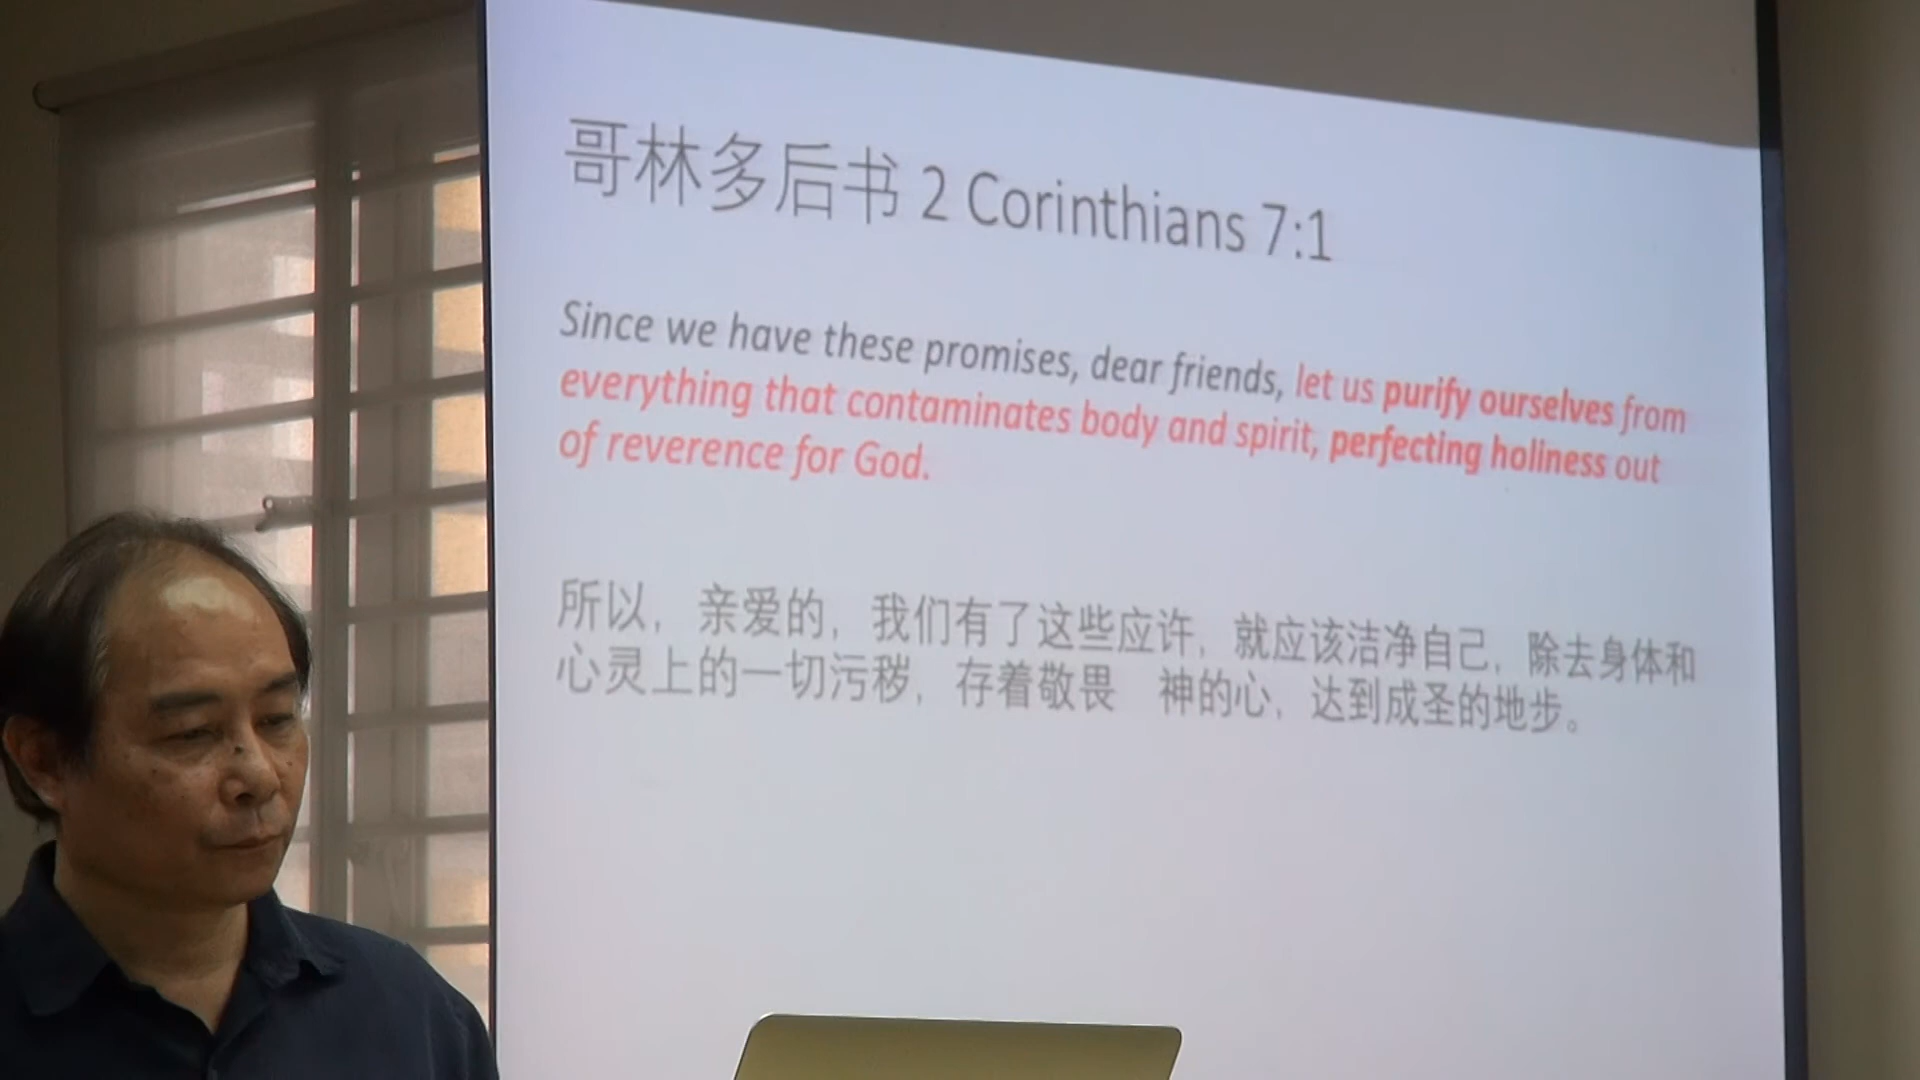 哥林多后书 2 Corinthians 7:1
Since we have these promises, dear friends, let us purify ourselves from
everything that contaminates body and spirit, perfecting holiness out
of reverence for God.
所以，亲爱的，我们有了这些应许，就应该洁净自己，除去身体和
心灵上的一切污秽，存着敬畏　神的心，达到成圣的地步。